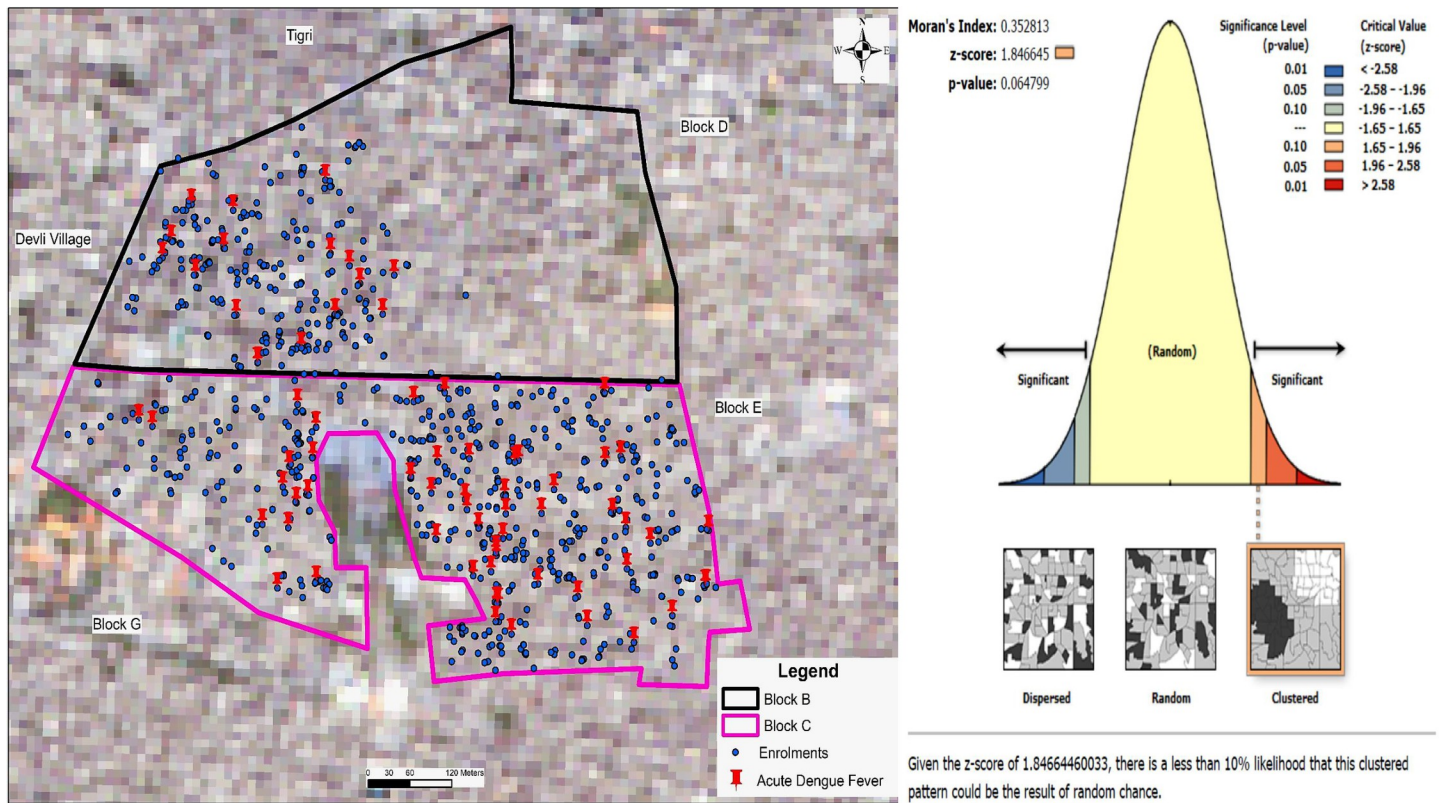 Tigri
N
W E
S
Block D
Devli Village
Block E
Block G
Legend
Block B
Block C
Enrolments
Acute Dengue Fever
0 30 60 120 Meters
Moran's Index: 0.352813
z-score: 1.846645
p-value: 0.064799
Significance Level
(p-value)
Critical Value
(z-score)
0.01 < -2.58
0.05 -2.58 - -1.96
0.10 -1.96 - -1.65
--- -1.65 - 1.65
0.10 1.65 - 1.96
0.05 1.96 - 2.58
0.01 > 2.58
(Random)
Significant
Significant
Dispersed
Random
Clustered
Given the z-score of 1.84664460033, there is a less than 10% likelihood that this clustered
pattern could be the result of random chance.